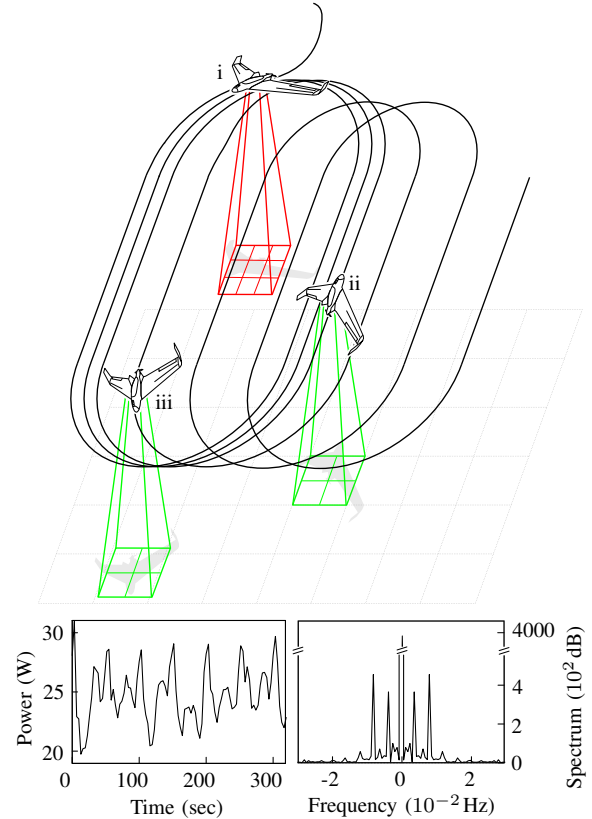 i
ii
iii
30
25
20
Power (W)
0 100 200 300
Time (sec)
4000
4
2
0
Spectrum (10² dB)
−2 0 2
Frequency (10⁻² Hz)